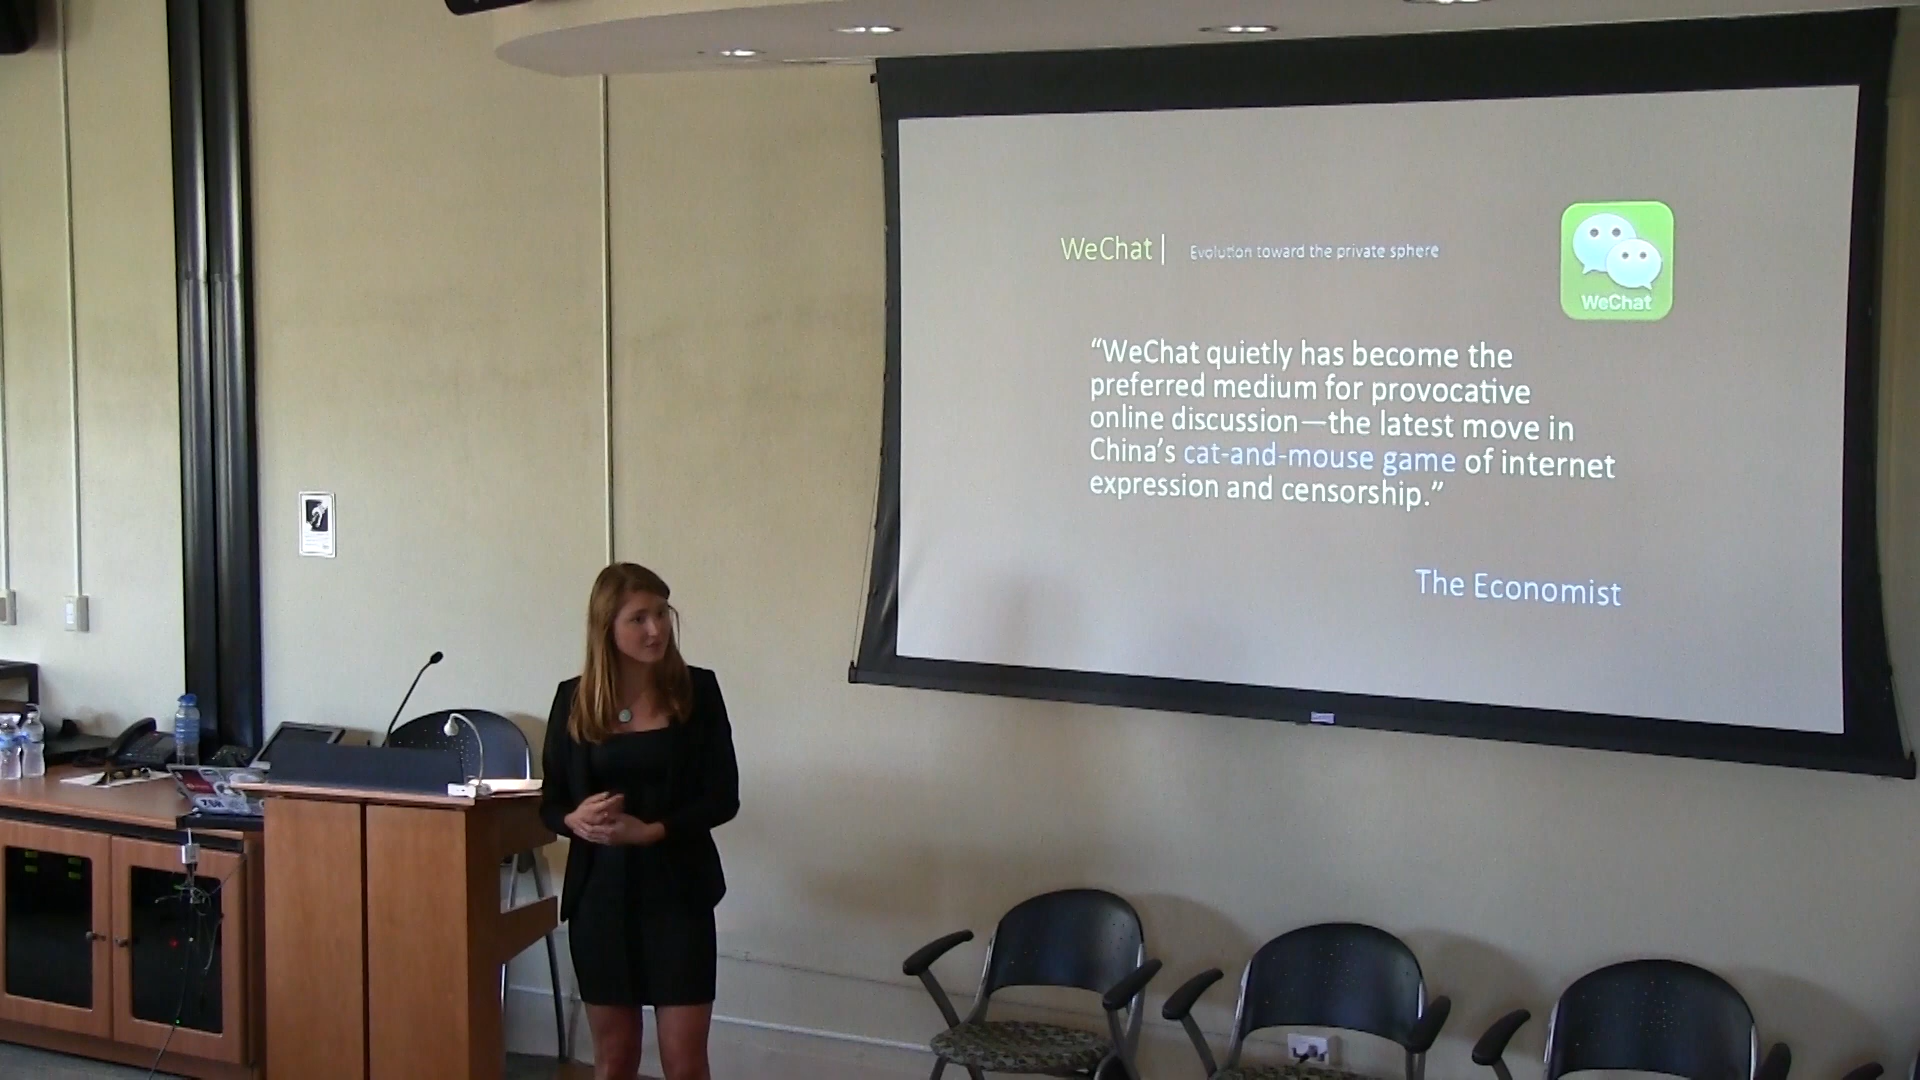 WeChat | Evolution toward the private sphere
WeChat
“WeChat quietly has become the
preferred medium for provocative
online discussion—the latest move in
China’s cat-and-mouse game of internet
expression and censorship.”
The Economist